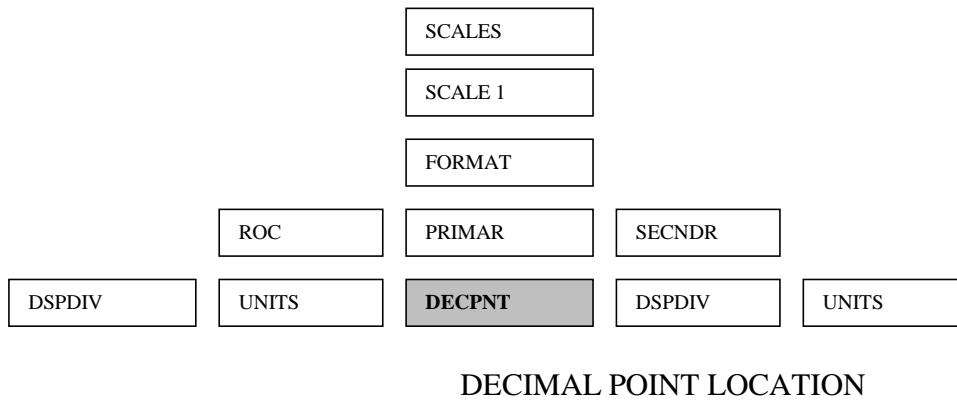 SCALES
SCALE 1
FORMAT
ROC PRIMAR SECNDR
DSPDIV UNITS DECPNT DSPDIV UNITS
DECIMAL POINT LOCATION